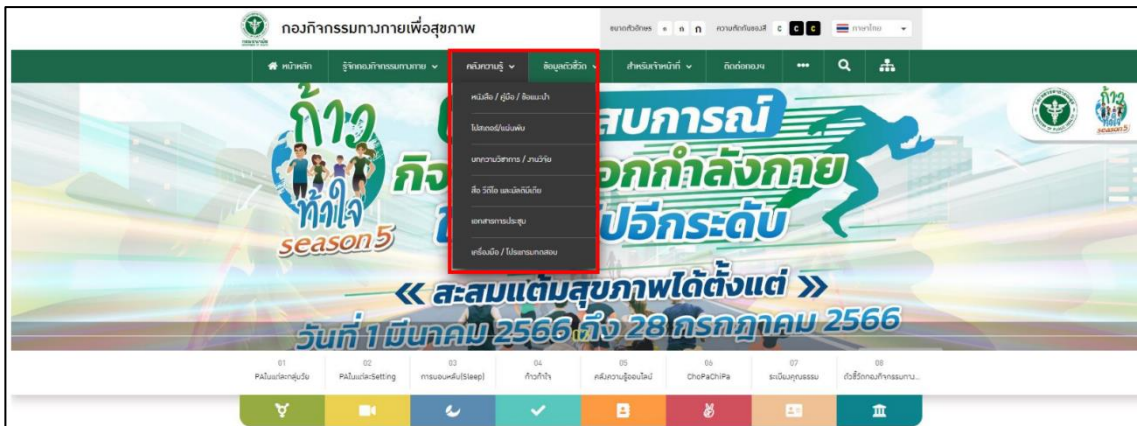 กองกิจกรรมทางกายเพื่อสุขภาพ
ขนาดตัวอักษร ก ก ก ความตัดกันของสี C C C ภาษาไทย
หน้าหลัก รู้จักกองกิจกรรมทางกาย คลังความรู้ ข้อมูลตัวชี้วัด สำหรับเจ้าหน้าที่ ติดต่อกองฯ
หนังสือ / คู่มือ / ข้อแนะนำ
โปสเตอร์/แผ่นพับ
บทความวิชาการ / งานวิจัย
สื่อ วีดีโอ และมัลติมีเดีย
เอกสารการประชุม
เครื่องมือ / โปรแกรมทดสอบ
ก้าว
ท้าใจ
season5
สบการณ์
กิจ
อกกำลังกาย
ปอีกระดับ
« สะสมแต้มสุขภาพได้ตั้งแต่ »
วันที่ 1 มีนาคม 2566 ถึง 28 กรกฎาคม 2566
ก้าว
ท้าใจ
season5
01 02 03 04 05 06 07 08
PAในแต่ละกลุ่มวัย PAในแต่ละSetting การนอนหลับ(Sleep) ก้าวท้าใจ คลังความรู้ออนไลน์ ChoPaChiPa ระเบียงคุณธรรม ตัวชี้วัดกองกิจกรรมทา...